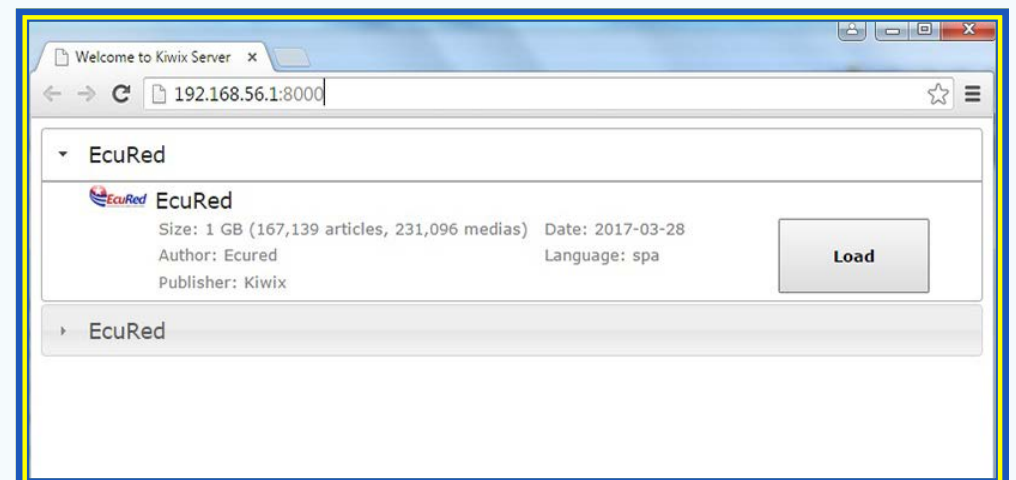 Welcome to Kiwix Server
192.168.56.1:8000
EcuRed
EcuRed EcuRed
Size: 1 GB (167,139 articles, 231,096 medias) Date: 2017-03-28
Author: Ecured Language: spa
Load
Publisher: Kiwix
EcuRed